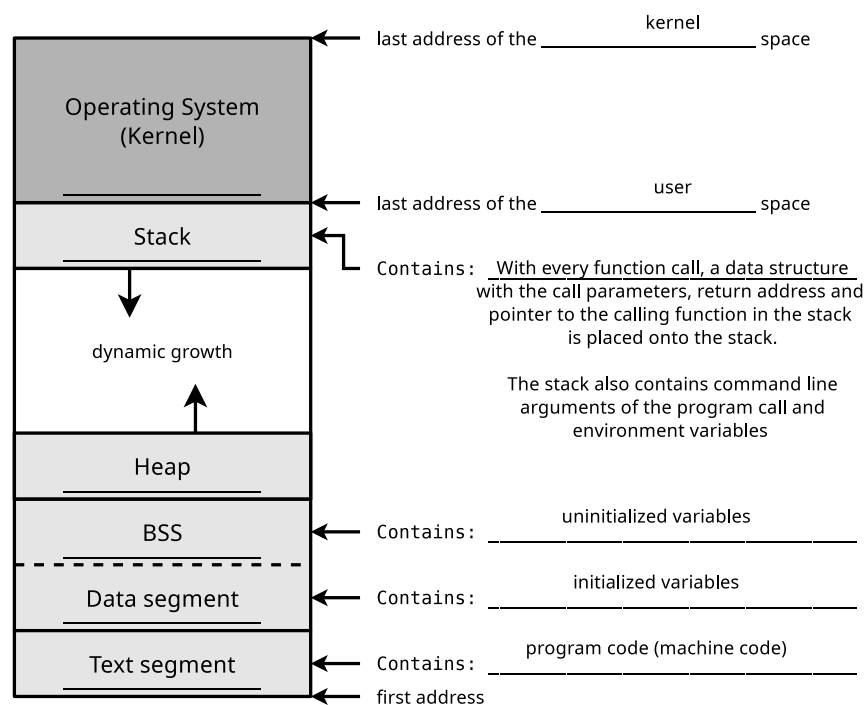 kernel
last address of the ____ space
Operating System
(Kernel)
user
last address of the ____ space
Stack
Contains: With every function call, a data structure
with the call parameters, return address and
pointer to the calling function in the stack
is placed onto the stack.
dynamic growth
The stack also contains command line
arguments of the program call and
environment variables
Heap
uninitialized variables
BSS
Contains:
initialized variables
Data segment
Contains:
program code (machine code)
Text segment
Contains:
first address